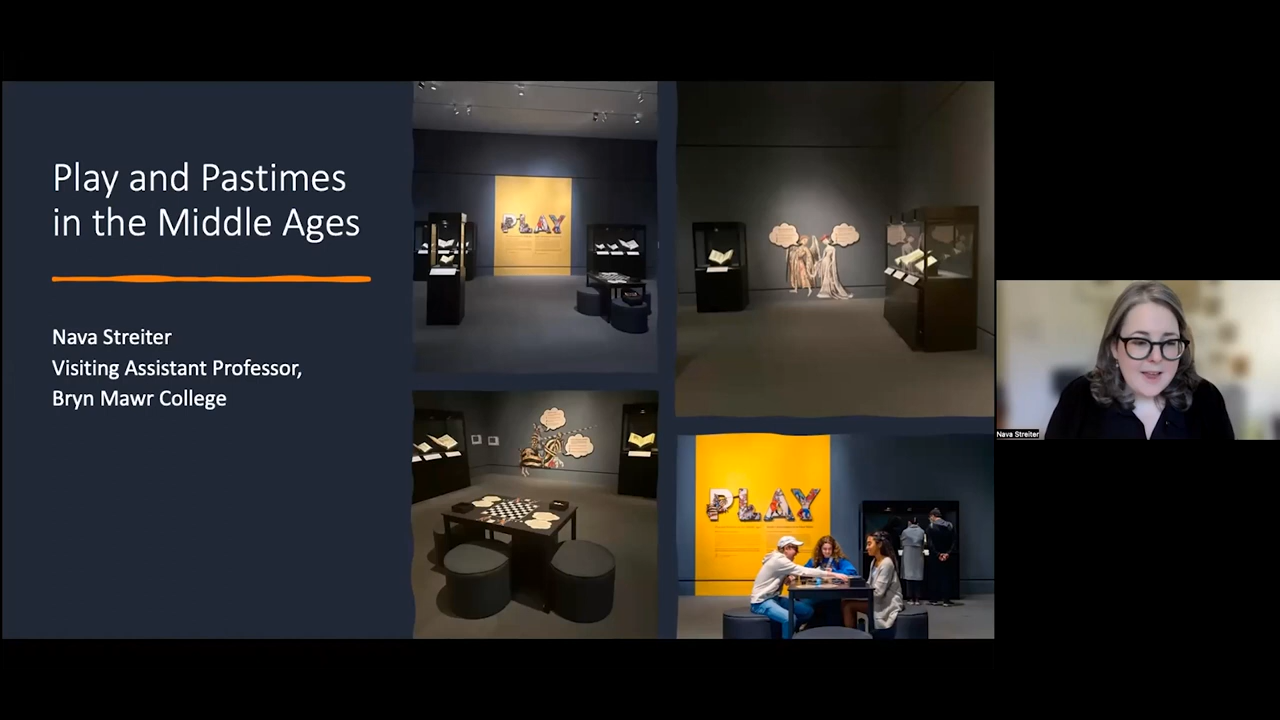 Play and Pastimes
in the Middle Ages
Nava Streiter
Visiting Assistant Professor,
Bryn Mawr College
PLAY
PLAY
Nava Streiter